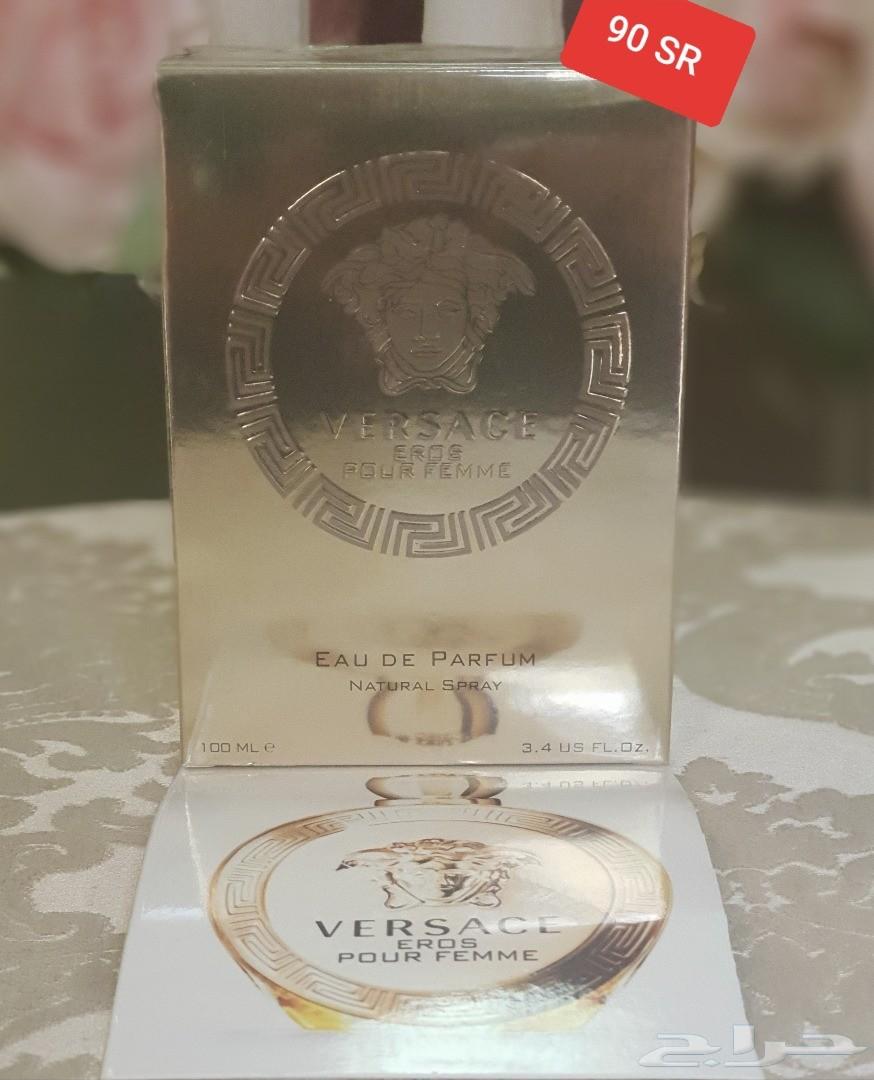 90 SR
VERSACE
EROS
POUR FEMME
EAU DE PARFUM
NATURAL SPRAY
100 ML e
3.4 US FL.OZ.
VERSACE
EROS
POUR FEMME
حراج